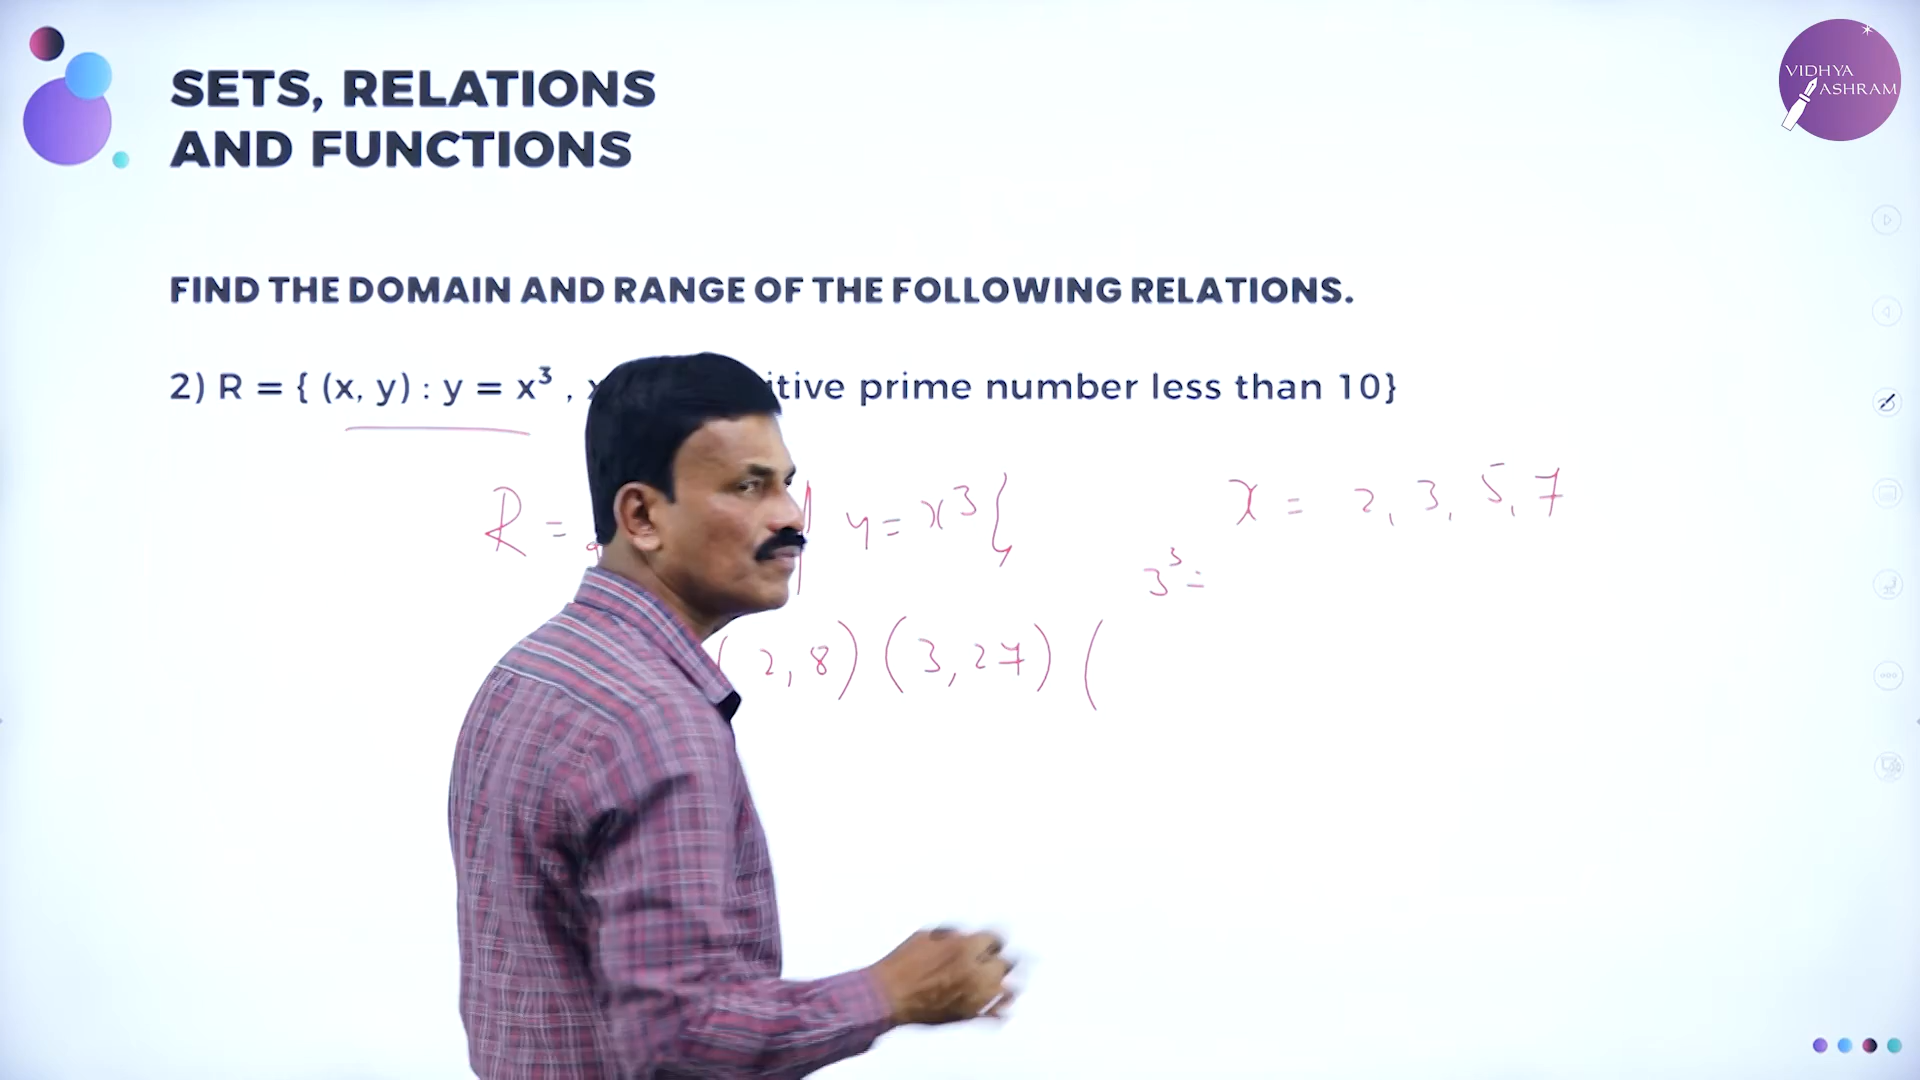 SETS, RELATIONS
AND FUNCTIONS
VIDHYA
ASHRAM
FIND THE DOMAIN AND RANGE OF THE FOLLOWING RELATIONS.
2) R = { (x, y) : y = x³ , prime number less than 10}
R = y = x³ }
x = 2, 3, 5, 7
3³ =
(2, 8) (3, 27) (